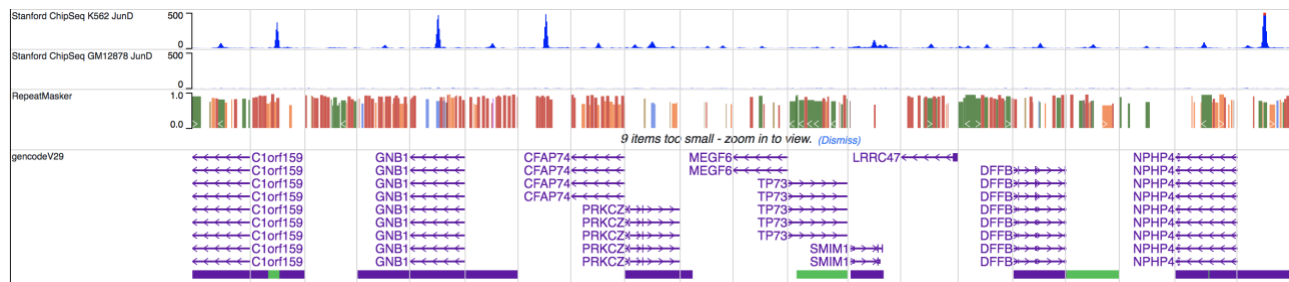 Stanford ChipSeq K562 JunD 500
0
Stanford ChipSeq GM12878 JunD 500
0
RepeatMasker 1.0
0.0
9 items too small - zoom in to view. (Dismiss)
gencodeV29
C1orf159 GNB1 CFAP74 MEGF6 LRRC47 NPHP4
C1orf159 GNB1 CFAP74 MEGF6 DFFB NPHP4
C1orf159 GNB1 CFAP74 TP73 DFFB NPHP4
C1orf159 GNB1 CFAP74 TP73 DFFB NPHP4
C1orf159 GNB1 PRKCZ TP73 DFFB NPHP4
C1orf159 GNB1 PRKCZ TP73 DFFB NPHP4
C1orf159 GNB1 PRKCZ TP73 DFFB NPHP4
C1orf159 GNB1 PRKCZ SMIM1 DFFB NPHP4
C1orf159 GNB1 PRKCZ SMIM1 DFFB NPHP4